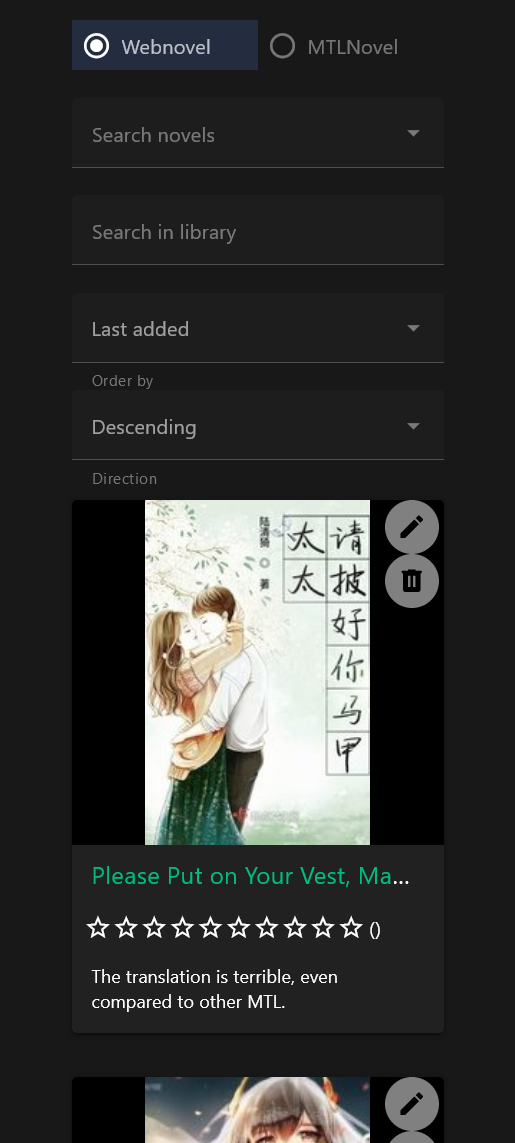 Webnovel
MTLNovel
Search novels
Search in library
Last added
Order by
Descending
Direction
太太
请披好你马甲
陆清猗
著
Please Put on Your Vest, Ma...
()
The translation is terrible, even
compared to other MTL.